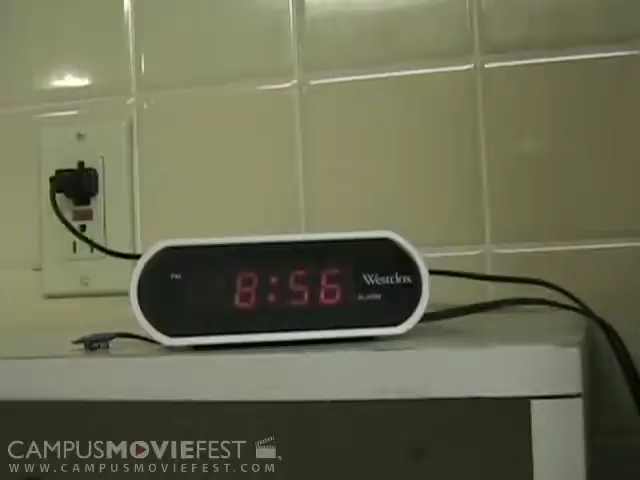 PM
8:56
Westclox
ALARM
CAMPUSMOVIEFEST
WWW.CAMPUSMOVIEFEST.COM